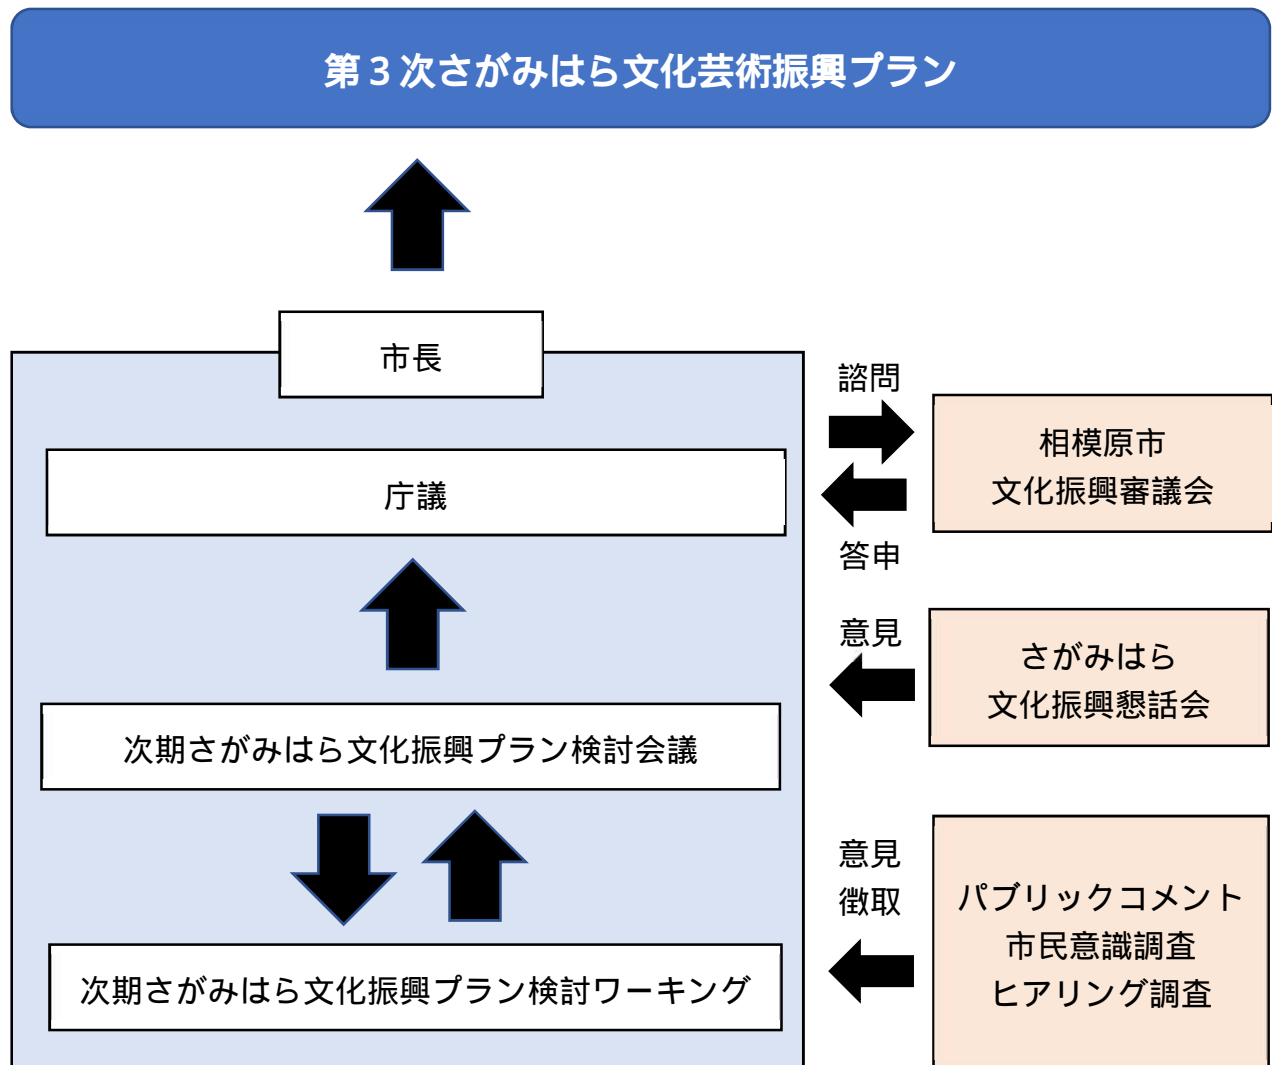 第3次さがみはら文化芸術振興プラン
市長
庁議
次期さがみはら文化振興プラン検討会議
次期さがみはら文化振興プラン検討ワーキング
諮問
答申
相模原市
文化振興審議会
意見
さがみはら
文化振興懇話会
意見
徴取
パブリックコメント
市民意識調査
ヒアリング調査